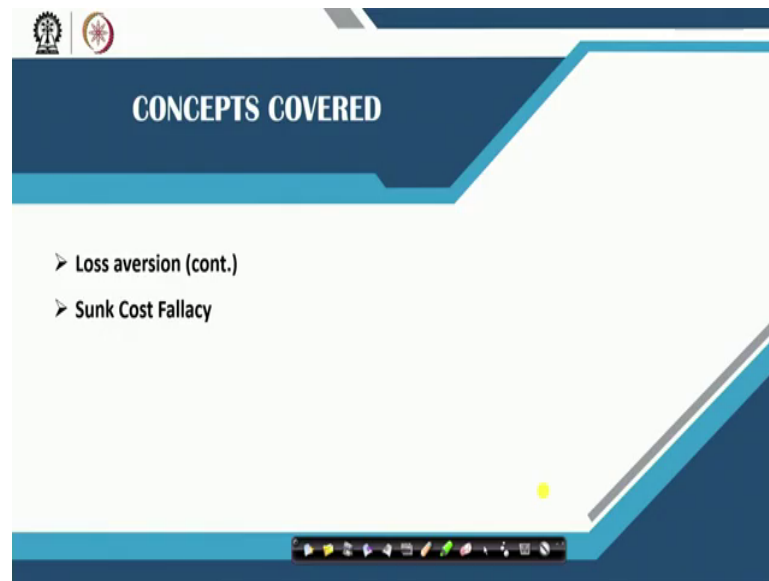 CONCEPTS COVERED
➢ Loss aversion (cont.)
➢ Sunk Cost Fallacy